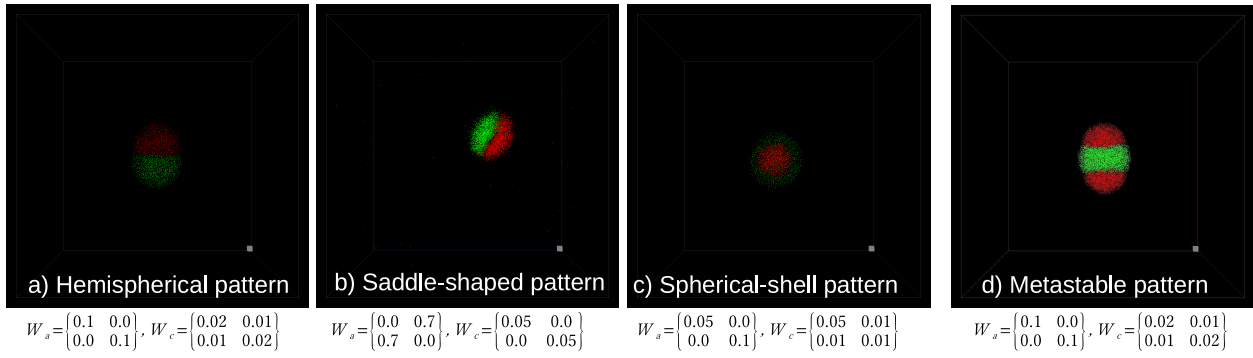 a) Hemispherical pattern
b) Saddle-shaped pattern
c) Spherical-shell pattern
d) Metastable pattern
W_a={0.1 0.0 / 0.0 0.1}, W_c={0.02 0.01 / 0.01 0.02}
W_a={0.0 0.7 / 0.7 0.0}, W_c={0.05 0.0 / 0.0 0.05}
W_a={0.05 0.0 / 0.0 0.1}, W_c={0.05 0.01 / 0.01 0.01}
W_a={0.1 0.0 / 0.0 0.1}, W_c={0.02 0.01 / 0.01 0.02}